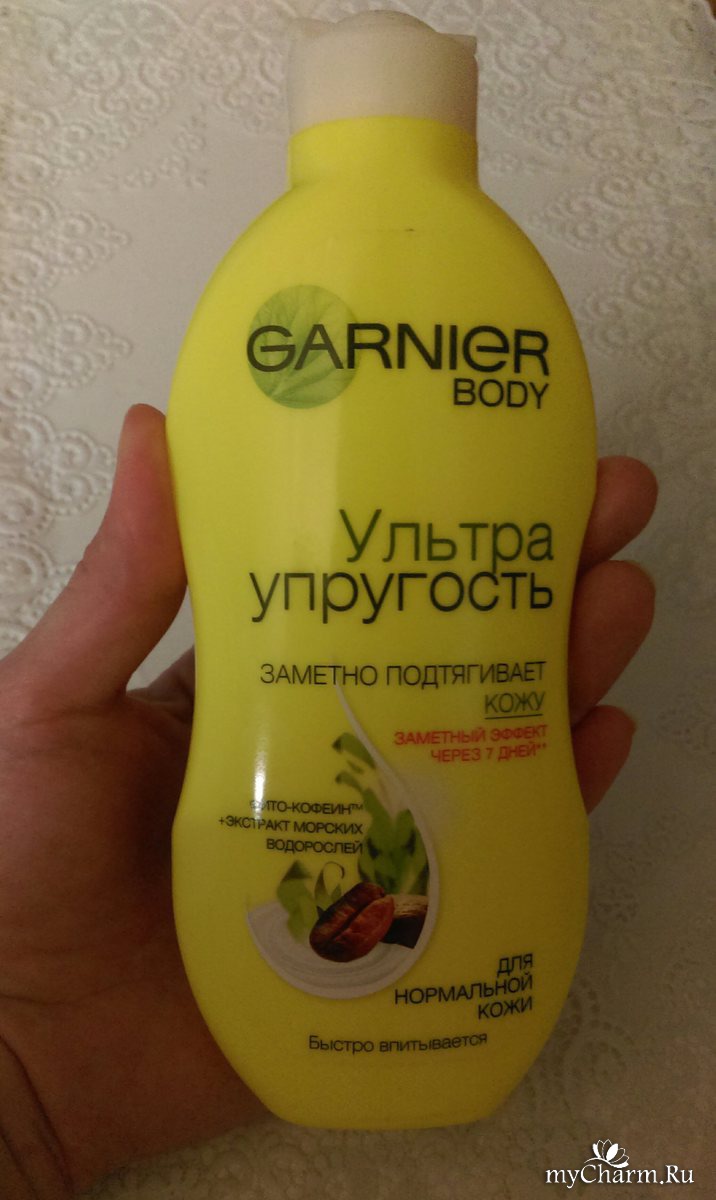 GARNIER
BODY
Ультра
упругость
ЗАМЕТНО ПОДТЯГИВАЕТ
КОЖУ
ЗАМЕТНЫЙ ЭФФЕКТ
ЧЕРЕЗ 7 ДНЕЙ**
ФИТО-КОФЕИН™
+ЭКСТРАКТ МОРСКИХ
ВОДОРОСЛЕЙ
ДЛЯ
НОРМАЛЬНОЙ
КОЖИ
Быстро впитывается
myCharm.Ru